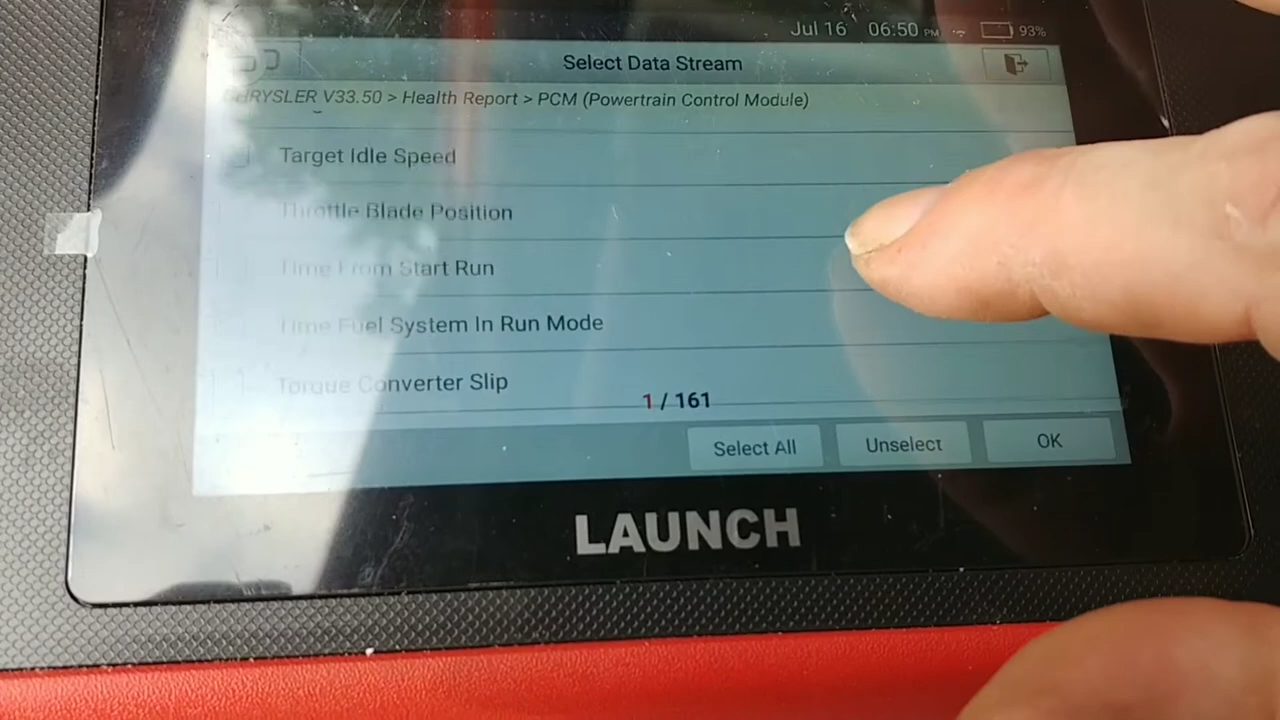 Jul 16 06:50 PM 93%
Select Data Stream
CHRYSLER V33.50 > Health Report > PCM (Powertrain Control Module)
Target Idle Speed
Throttle Blade Position
Time From Start Run
Time Fuel System In Run Mode
Torque Converter Slip
1 / 161
Select All Unselect OK
LAUNCH